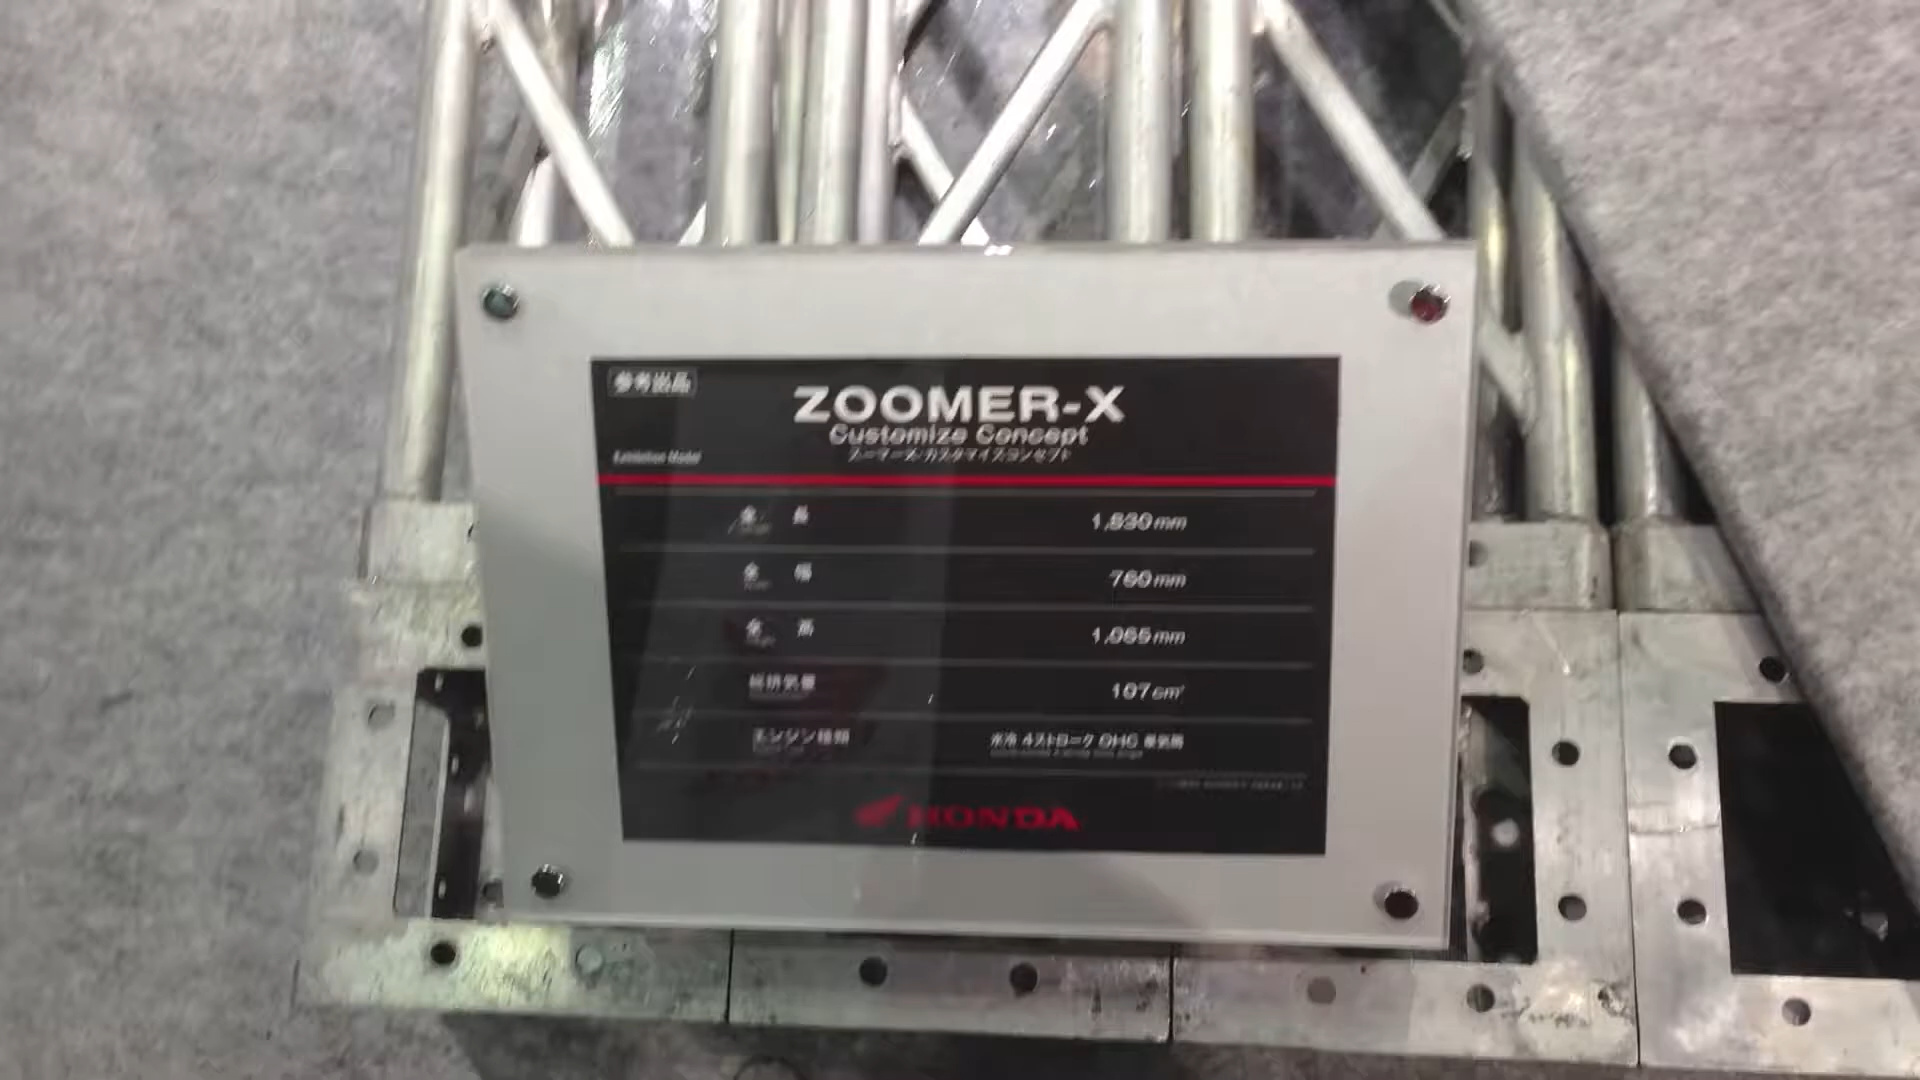 参考出品
ZOOMER-X
Customize Concept
ズーマーX・カスタマイズコンセプト
Exhibition Model
全長 1,830mm
全幅 760mm
全高 1,065mm
総排気量 107cm³
エンジン種類 水冷 4ストローク OHC 単気筒
HONDA